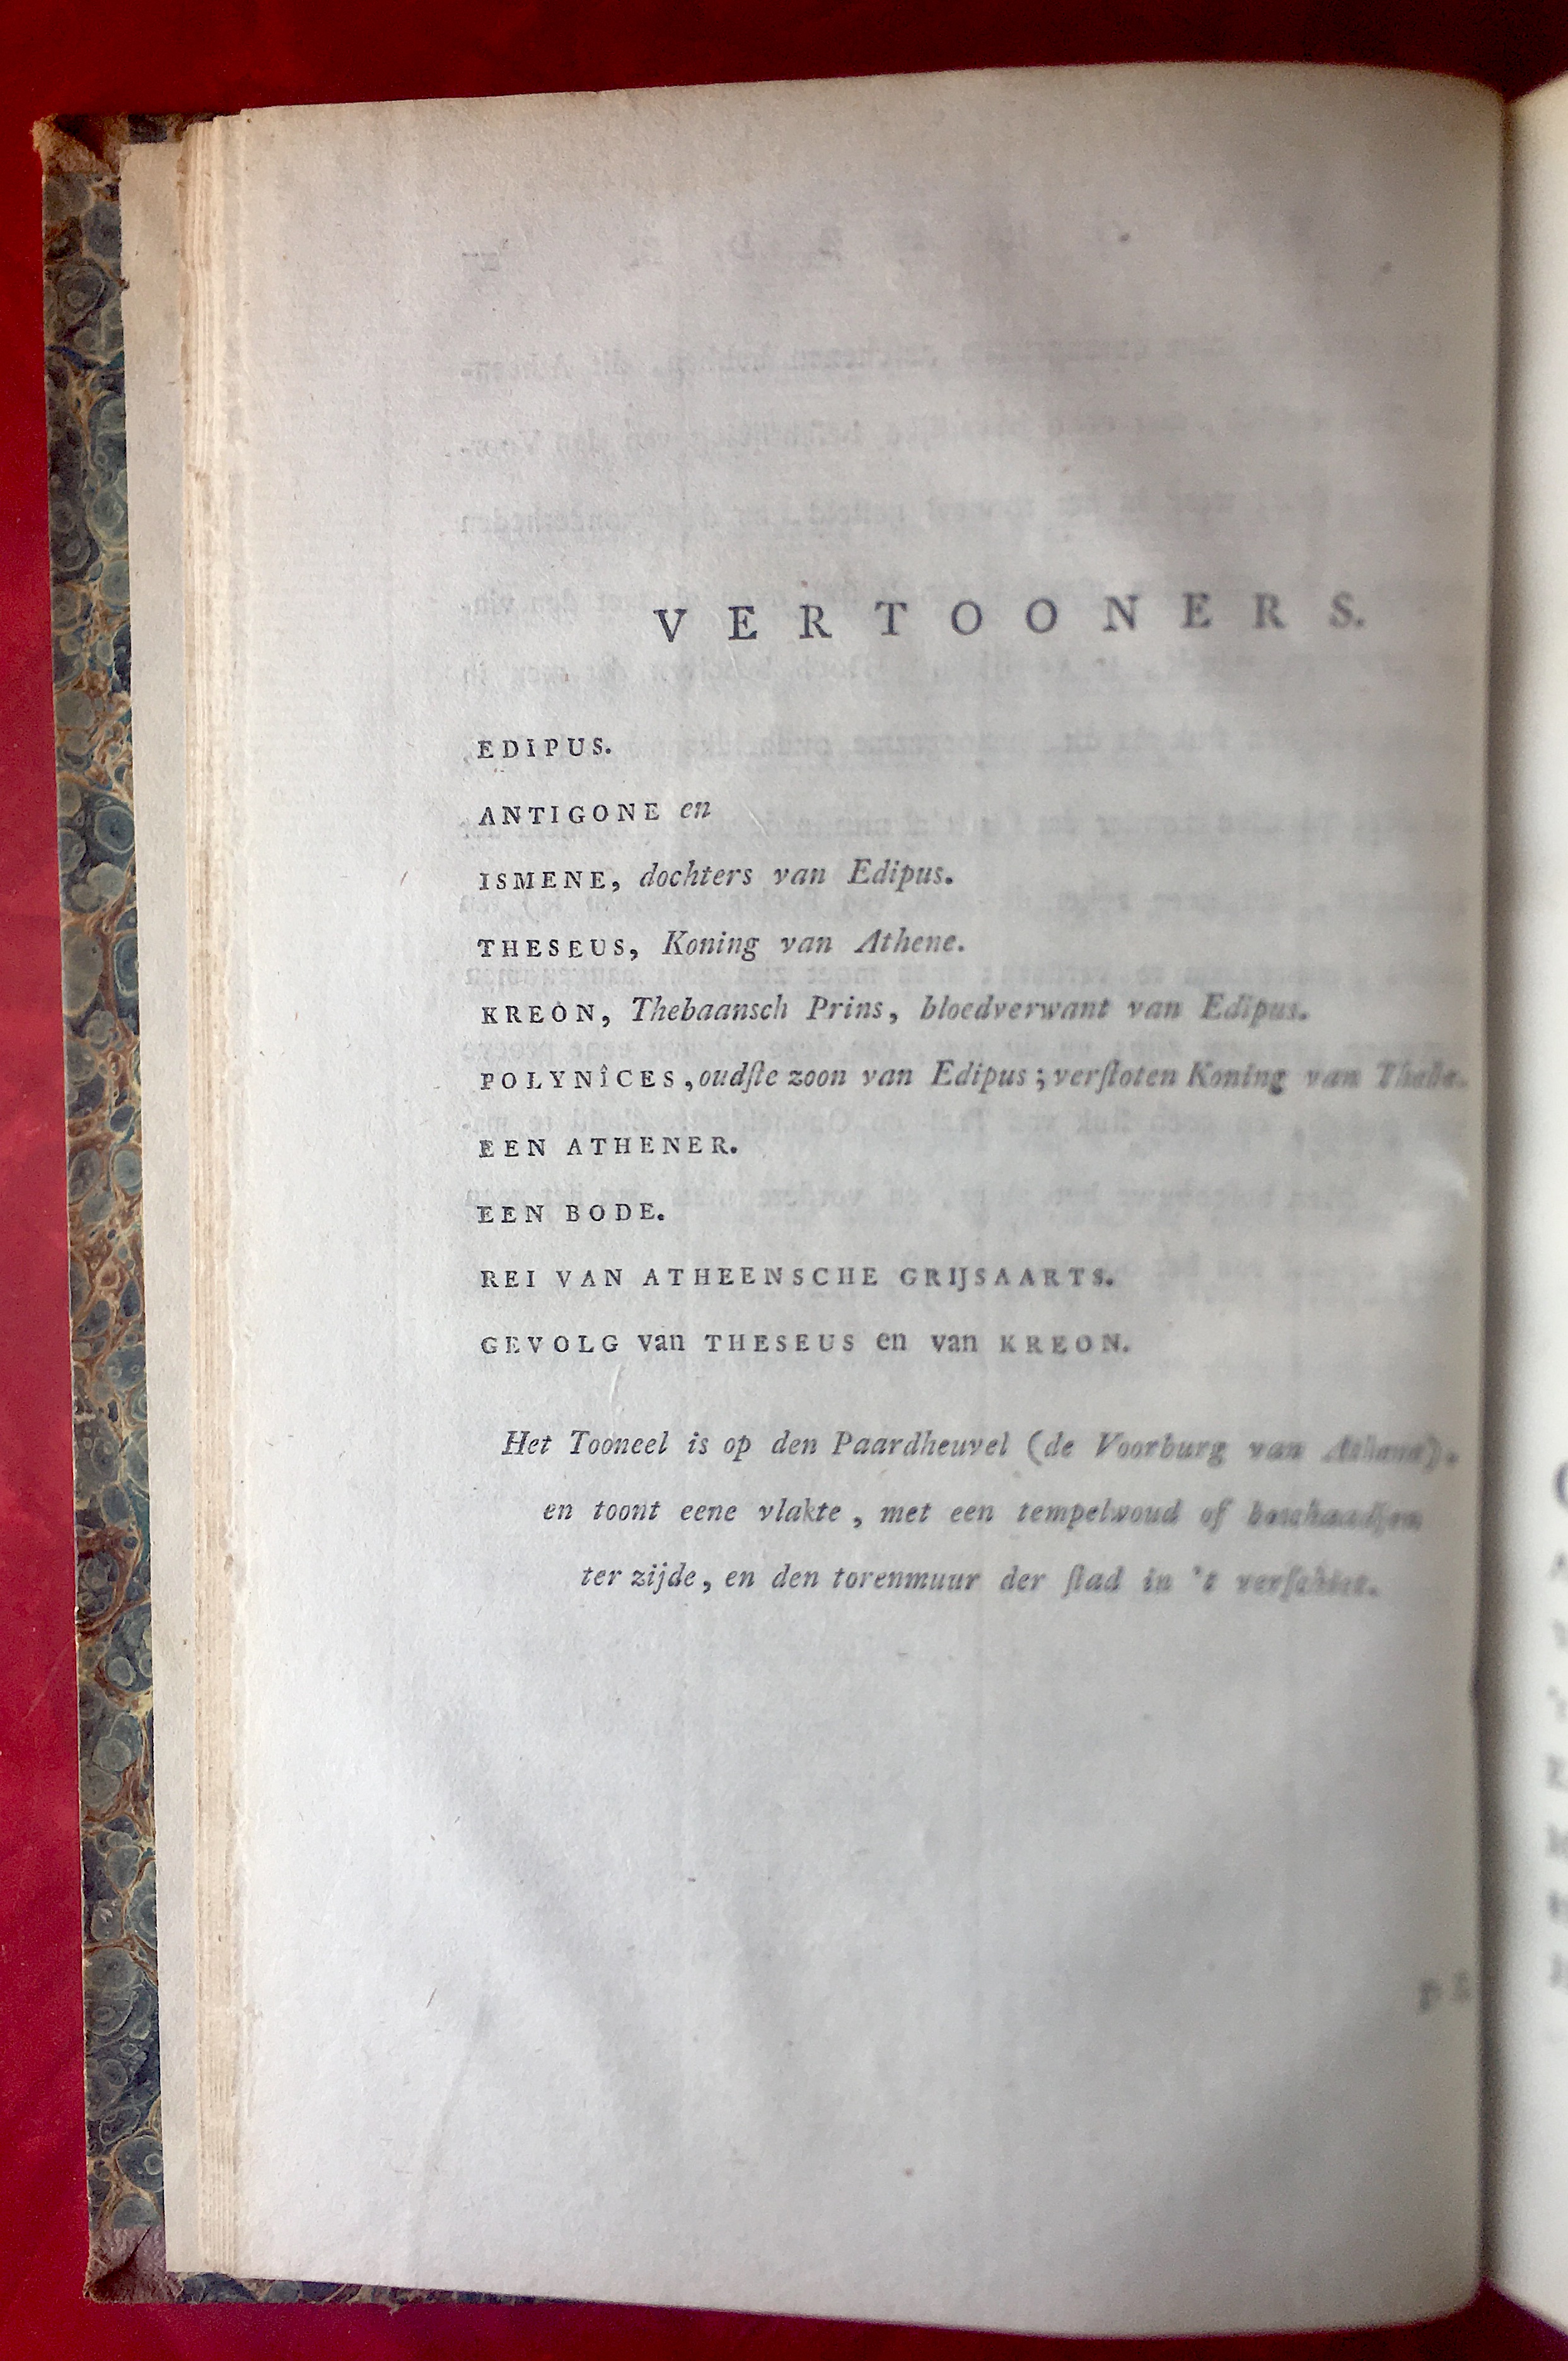 VERTOONERS.
EDIPUS.
ANTIGONE en
ISMENE, dochters van Edipus.
THESEUS, Koning van Athene.
KREON, Thebaansch Prins, bloedverwant van Edipus.
POLYNÎCES, oudſte zoon van Edipus; verſtoten Koning van Thebe.
EEN ATHENER.
EEN BODE.
REI VAN ATHEENSCHE GRIJSAARTS.
GEVOLG van THESEUS en van KREON.
Het Tooneel is op den Paardheuvel (de Voorburg van
en toont eene vlakte, met een tempelwoud of
ter zijde, en den torenmuur der ſtad in 't verſchiet.